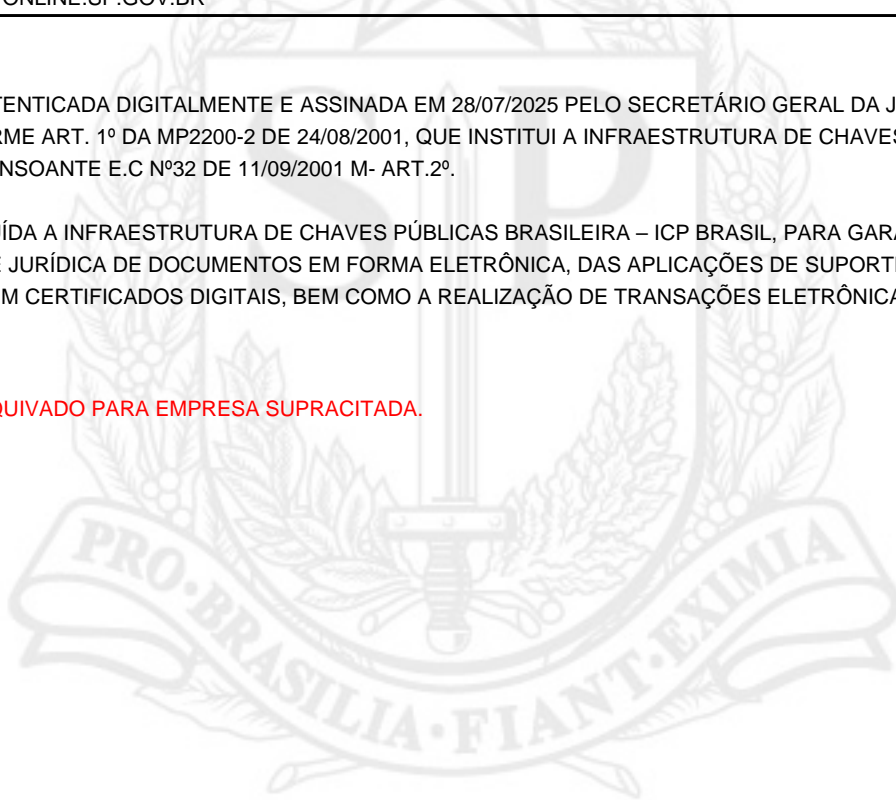 ONLINE.SP.GOV.BR
TENTICADA DIGITALMENTE E ASSINADA EM 28/07/2025 PELO SECRETÁRIO GERAL DA J
RME ART. 1º DA MP2200-2 DE 24/08/2001, QUE INSTITUI A INFRAESTRUTURA DE CHAVES
NSOANTE E.C Nº32 DE 11/09/2001 M- ART.2º.
ÍDA A INFRAESTRUTURA DE CHAVES PÚBLICAS BRASILEIRA – ICP BRASIL, PARA GARA
E JURÍDICA DE DOCUMENTOS EM FORMA ELETRÔNICA, DAS APLICAÇÕES DE SUPORTE
M CERTIFICADOS DIGITAIS, BEM COMO A REALIZAÇÃO DE TRANSAÇÕES ELETRÔNICA
QUIVADO PARA EMPRESA SUPRACITADA.
SP
PRO·BRASILIA·FIANT·EXIMIA